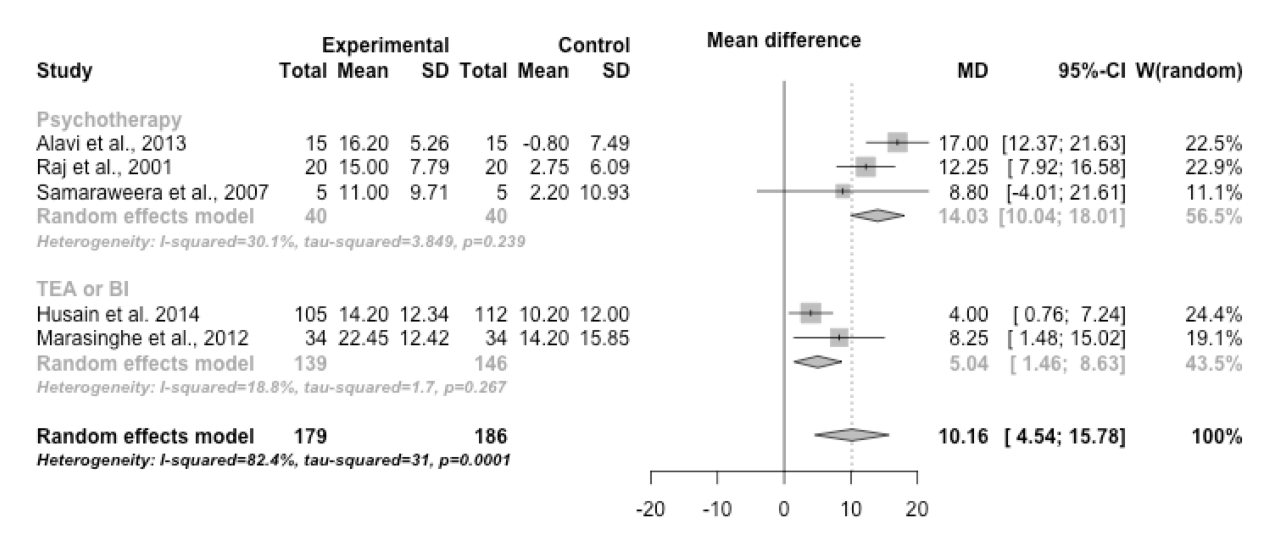 Experimental Control Mean difference
Study Total Mean SD Total Mean SD MD 95%-CI W(random)
Psychotherapy
Alavi et al., 2013 15 16.20 5.26 15 -0.80 7.49 17.00 [12.37; 21.63] 22.5%
Raj et al., 2001 20 15.00 7.79 20 2.75 6.09 12.25 [ 7.92; 16.58] 22.9%
Samaraweera et al., 2007 5 11.00 9.71 5 2.20 10.93 8.80 [-4.01; 21.61] 11.1%
Random effects model 40 40 14.03 [10.04; 18.01] 56.5%
Heterogeneity: I-squared=30.1%, tau-squared=3.849, p=0.239
TEA or BI
Husain et al. 2014 105 14.20 12.34 112 10.20 12.00 4.00 [ 0.76; 7.24] 24.4%
Marasinghe et al., 2012 34 22.45 12.42 34 14.20 15.85 8.25 [ 1.48; 15.02] 19.1%
Random effects model 139 146 5.04 [ 1.46; 8.63] 43.5%
Heterogeneity: I-squared=18.8%, tau-squared=1.7, p=0.267
Random effects model 179 186 10.16 [ 4.54; 15.78] 100%
Heterogeneity: I-squared=82.4%, tau-squared=31, p=0.0001
-20 -10 0 10 20